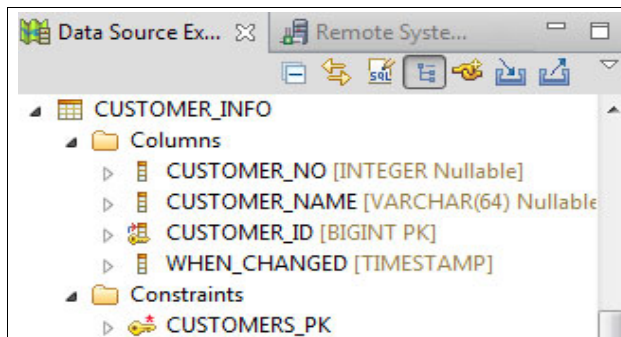 Data Source Ex... Remote Syste...
SQL
CUSTOMER_INFO
Columns
CUSTOMER_NO [INTEGER Nullable]
CUSTOMER_NAME [VARCHAR(64) Nullable
CUSTOMER_ID [BIGINT PK]
WHEN_CHANGED [TIMESTAMP]
Constraints
CUSTOMERS_PK